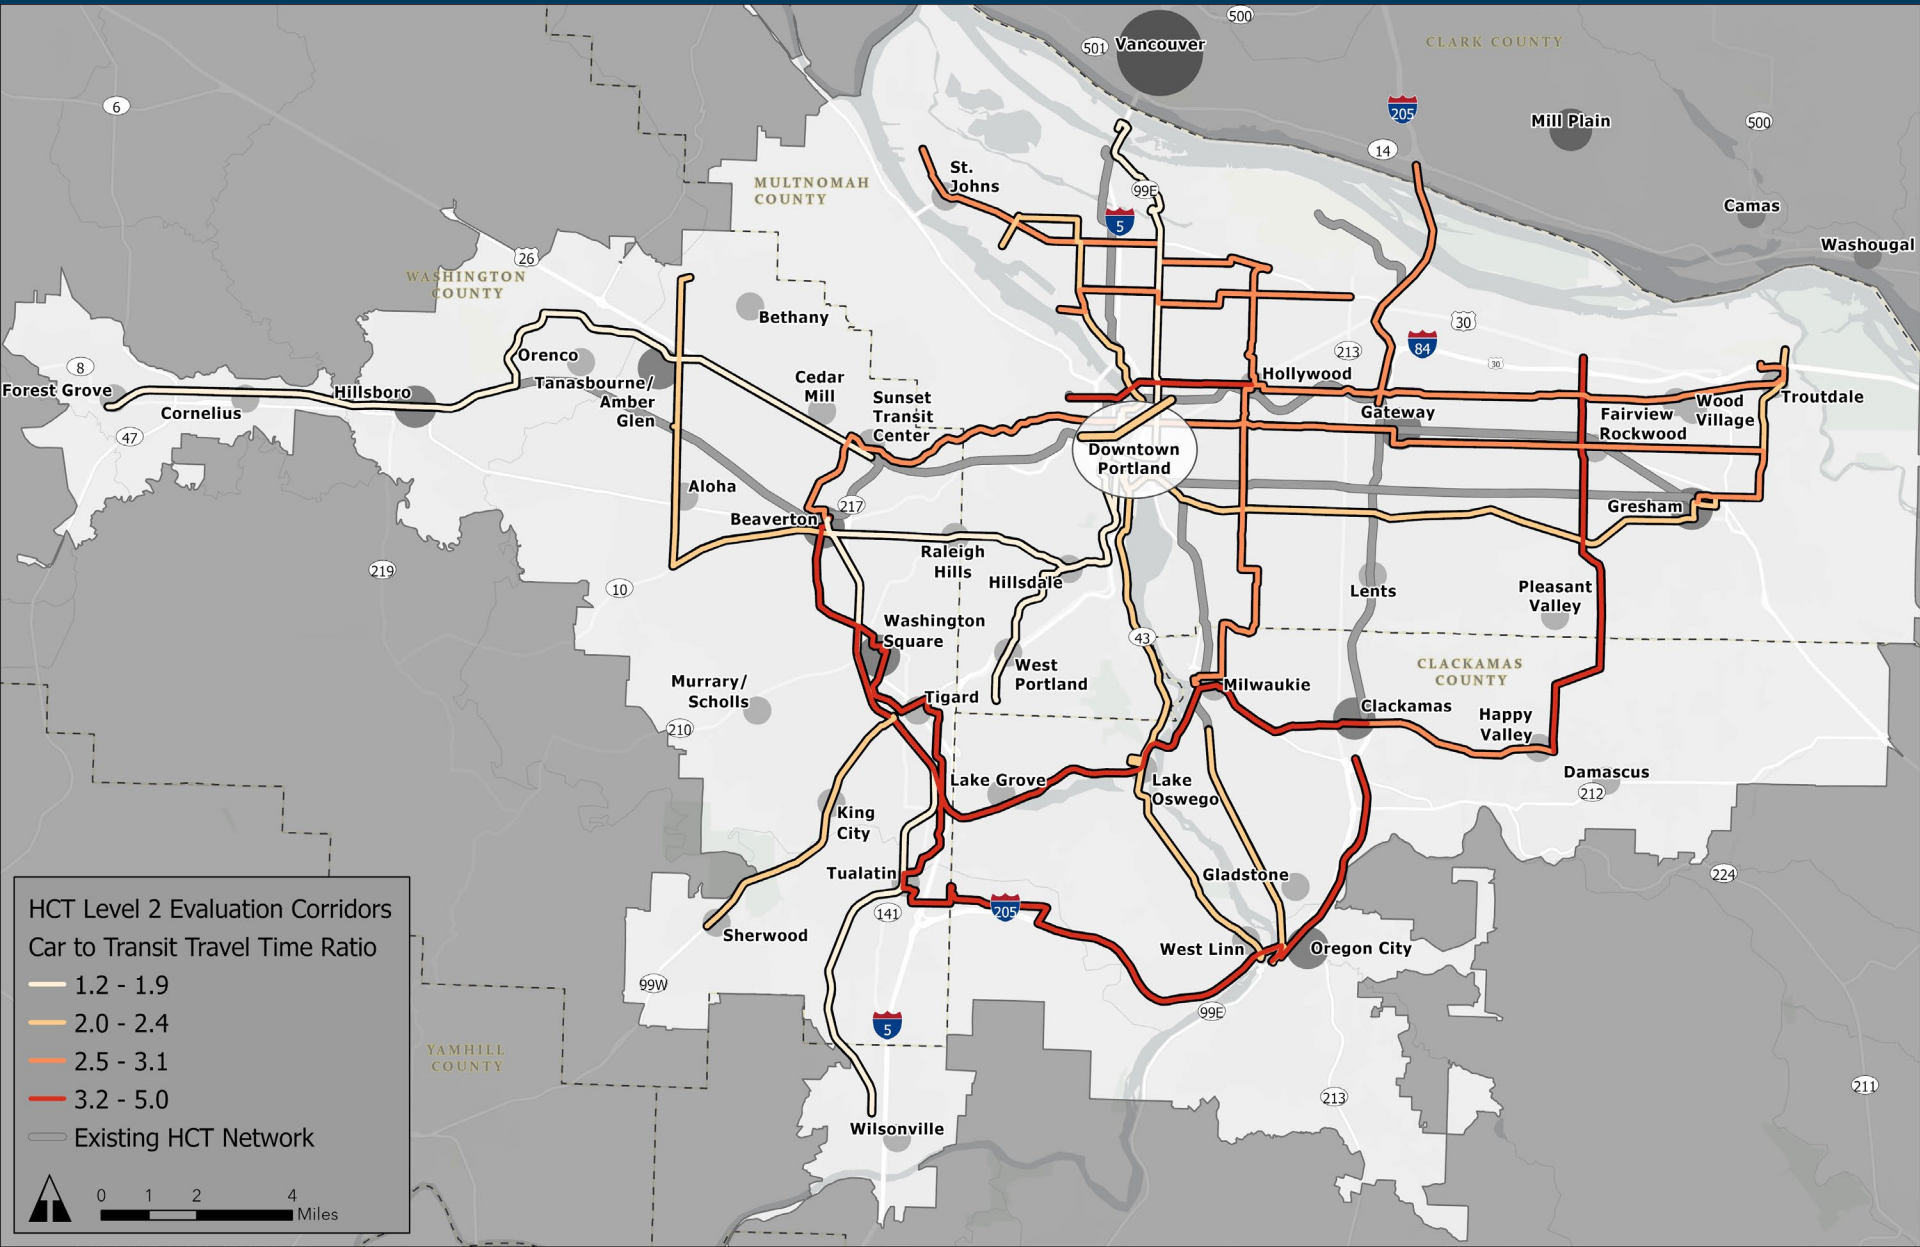 500
501
Vancouver
CLARK COUNTY
6
205
Mill Plain
500
14
St.
Johns
MULTNOMAH
COUNTY
99E
5
Camas
Washougal
26
WASHINGTON
COUNTY
Bethany
30
213
84
30
8
Orenco
Forest Grove
Cornelius
Hillsboro
Tanasbourne/
Amber
Glen
Cedar
Mill
Sunset
Transit
Center
Hollywood
Gateway
Fairview
Rockwood
Wood
Village
Troutdale
47
Downtown
Portland
Aloha
217
Beaverton
Gresham
219
10
Raleigh
Hills
Hillsdale
Lents
Pleasant
Valley
Washington
Square
43
West
Portland
CLACKAMAS
COUNTY
Murrary/
Scholls
Tigard
Milwaukie
Clackamas
Happy
Valley
210
Lake Grove
Lake
Oswego
Damascus
212
King
City
Tualatin
Gladstone
224
141
205
Sherwood
West Linn
Oregon City
99W
99E
5
YAMHILL
COUNTY
213
211
Wilsonville
HCT Level 2 Evaluation Corridors
Car to Transit Travel Time Ratio
1.2 - 1.9
2.0 - 2.4
2.5 - 3.1
3.2 - 5.0
Existing HCT Network
0 1 2 4
Miles